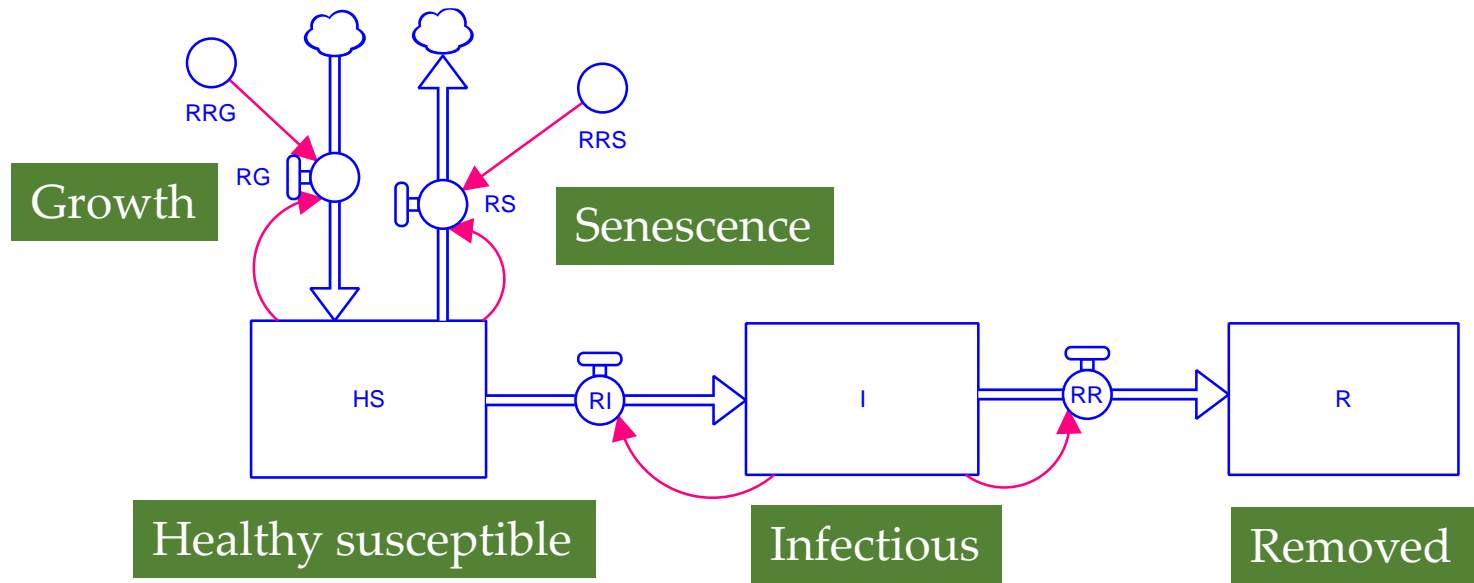 RRG
RRS
RG
Growth
RS
Senescence
HS
RI
I
RR
R
Healthy susceptible
Infectious
Removed